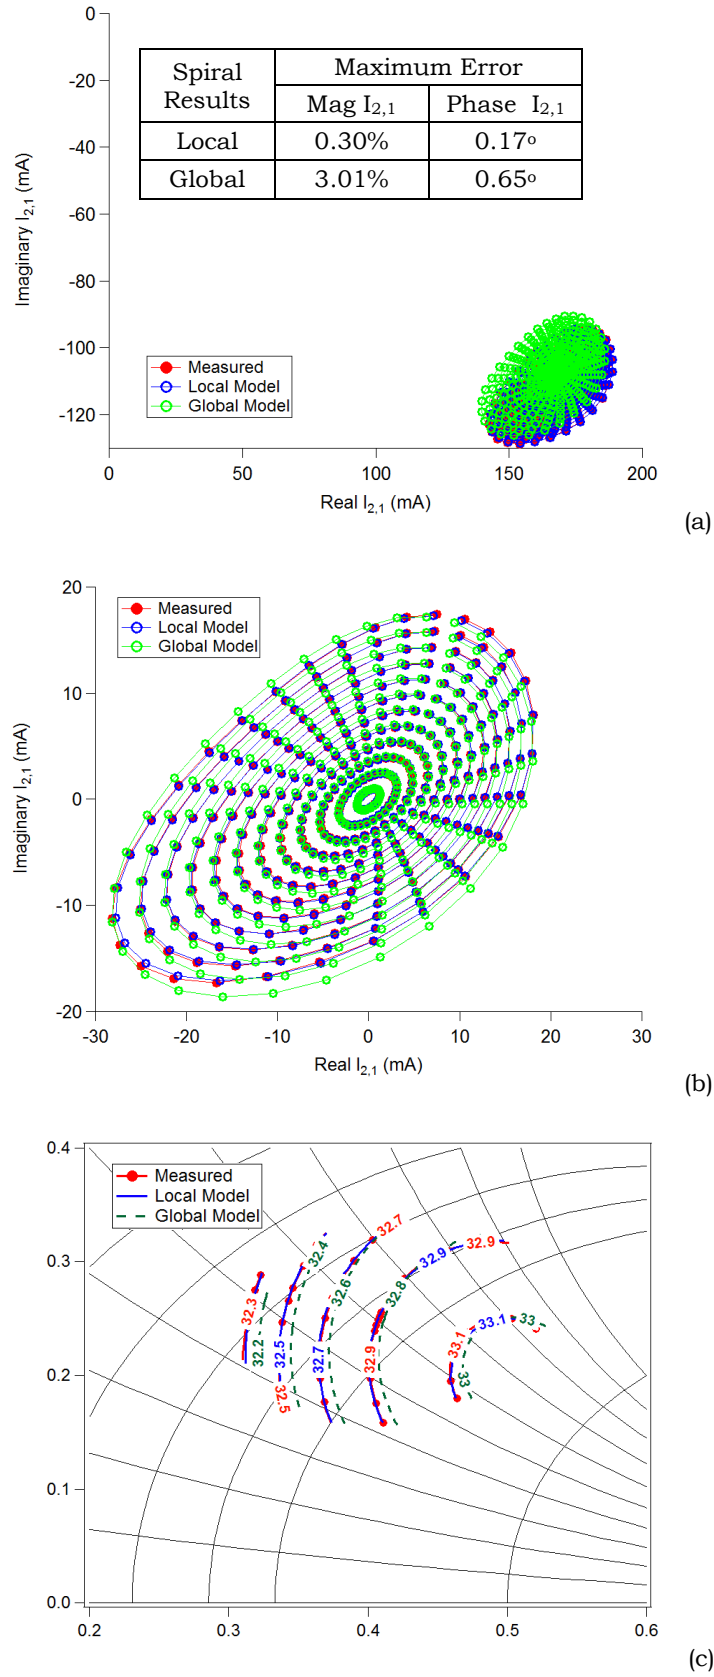 0
-20
-40
-60
-80
-100
-120
Imaginary I2,1 (mA)
Spiral Results
Maximum Error
Mag I2,1
Phase I2,1
Local
0.30%
0.17o
Global
3.01%
0.65o
Measured
Local Model
Global Model
0
50
100
150
200
Real I2,1 (mA)
(a)
20
10
0
-10
-20
Imaginary I2,1 (mA)
Measured
Local Model
Global Model
-30
-20
-10
0
10
20
30
Real I2,1 (mA)
(b)
0.4
0.3
0.2
0.1
0.0
Measured
Local Model
Global Model
32.7
32.4
32.9
32.9
32.6
32.8
32.3
32.2
32.5
32.7
32.9
33.1
33.1
33
33
32.5
0.2
0.3
0.4
0.5
0.6
(c)